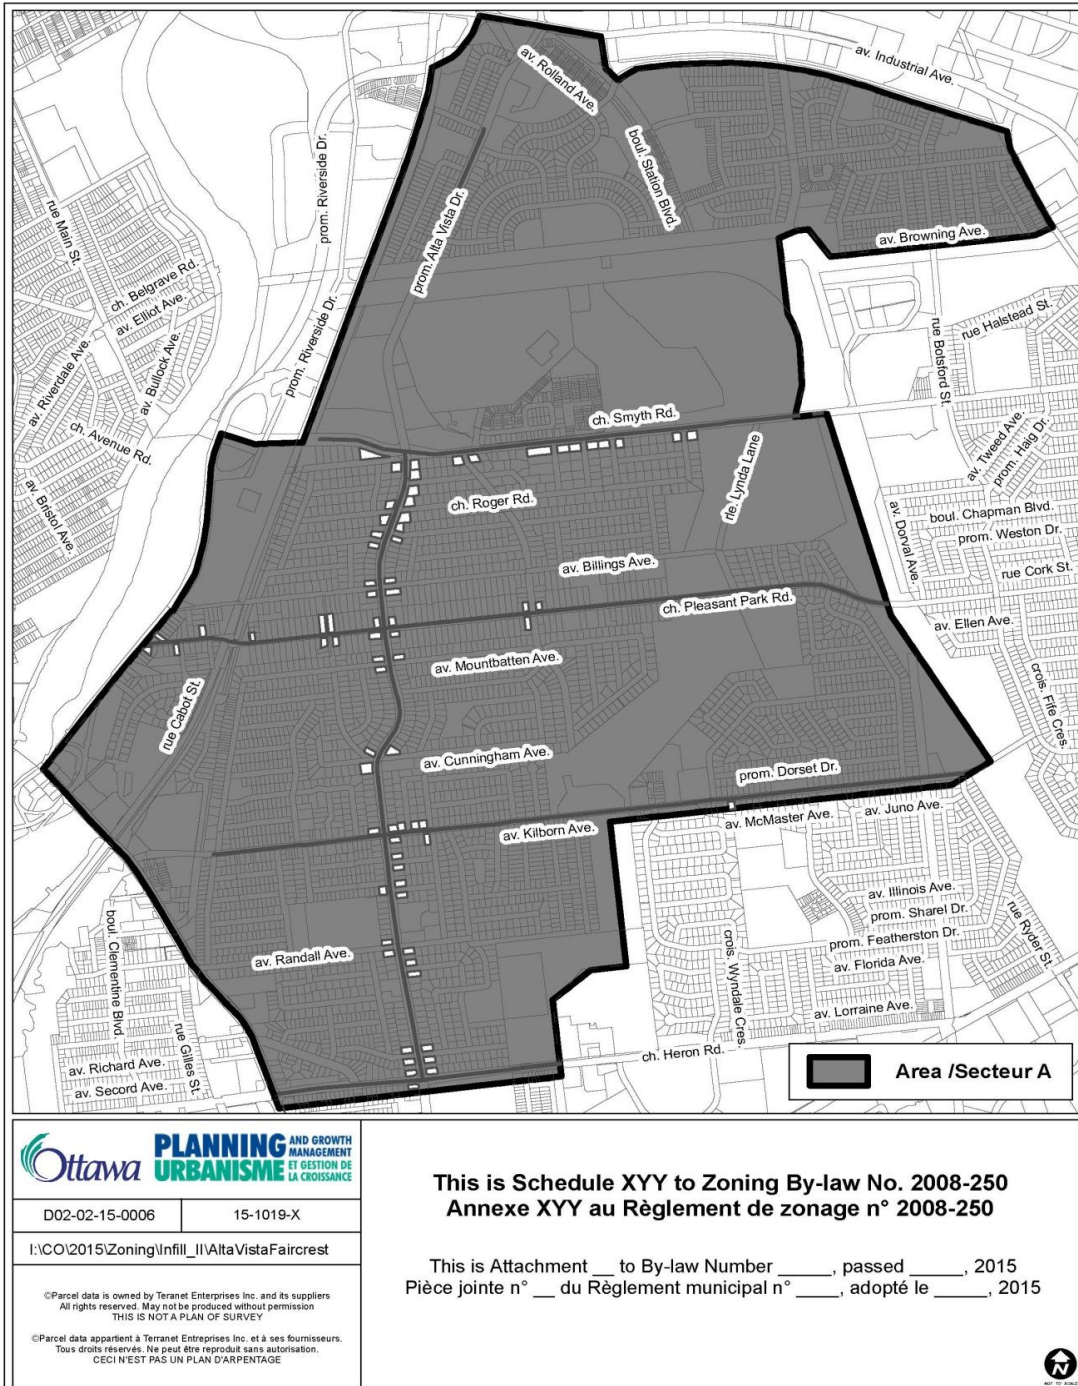 av. Industrial Ave.
av. Rolland Ave.
boul. Station Blvd.
prom. Riverside Dr.
rue Main St.
prom. Alta Vista Dr.
av. Browning Ave.
ch. Belgrave Rd.
av. Elliot Ave.
prom. Riverside Dr.
rue Halstead St.
rue Botsford St.
av. Riverdale Ave.
av. Bullock Ave.
ch. Avenue Rd.
ch. Smyth Rd.
av. Tweed Ave.
prom. Haig Dr.
rle. Lynda Lane
av. Bristol Ave.
ch. Roger Rd.
boul. Chapman Blvd.
av. Dorval Ave.
prom. Weston Dr.
av. Billings Ave.
rue Cork St.
ch. Pleasant Park Rd.
av. Ellen Ave.
av. Mountbatten Ave.
rue Cabot St.
crois. Fife Cres.
av. Cunningham Ave.
prom. Dorset Dr.
av. Juno Ave.
av. McMaster Ave.
av. Kilborn Ave.
av. Illinois Ave.
prom. Sharel Dr.
rue Ryder St.
boul. Clementine Blvd.
crois. Wyndale Cres.
prom. Featherston Dr.
av. Randall Ave.
av. Florida Ave.
av. Lorraine Ave.
rue Gilles St.
ch. Heron Rd.
av. Richard Ave.
av. Secord Ave.
Area /Secteur A
Ottawa
PLANNING AND GROWTH MANAGEMENT
URBANISME ET GESTION DE LA CROISSANCE
D02-02-15-0006
15-1019-X
I:\CO\2015\Zoning\Infill_II\AltaVistaFaircrest
©Parcel data is owned by Teranet Enterprises Inc. and its suppliers
All rights reserved. May not be produced without permission
THIS IS NOT A PLAN OF SURVEY
©Parcel data appartient à Terranet Entreprises Inc. et à ses fournisseurs.
Tous droits réservés. Ne peut être reproduit sans autorisation.
CECI N'EST PAS UN PLAN D'ARPENTAGE
This is Schedule XYY to Zoning By-law No. 2008-250
Annexe XYY au Règlement de zonage n° 2008-250
This is Attachment __ to By-law Number _____, passed _____, 2015
Pièce jointe n° __ du Règlement municipal n° ____, adopté le _____, 2015
N
NOT TO SCALE